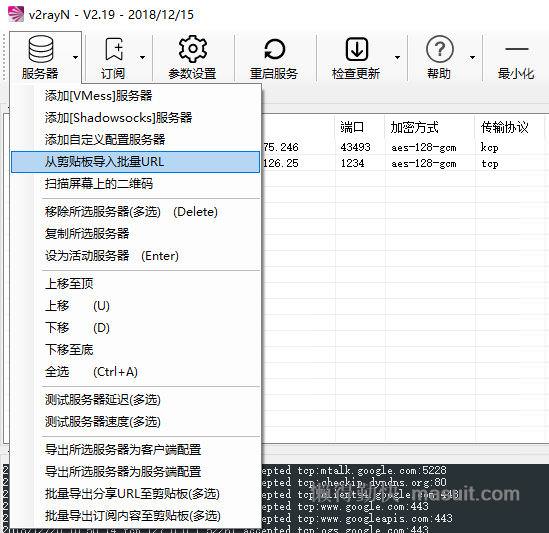 v2rayN - V2.19 - 2018/12/15
服务器 订阅 参数设置 重启服务 检查更新 帮助 最小化
添加[VMess]服务器
添加[Shadowsocks]服务器
添加自定义配置服务器
从剪贴板导入批量URL
扫描屏幕上的二维码
移除所选服务器(多选) (Delete)
复制所选服务器
设为活动服务器 (Enter)
上移至顶
上移 (U)
下移 (D)
下移至底
全选 (Ctrl+A)
测试服务器延迟(多选)
测试服务器速度(多选)
导出所选服务器为客户端配置
导出所选服务器为服务端配置
批量导出分享URL至剪贴板(多选)
批量导出订阅内容至剪贴板(多选)
端口 加密方式 传输协议
75.246 43493 aes-128-gcm kcp
126.25 1234 aes-128-gcm tcp
accepted tcp:mtalk.google.com:5228
accepted tcp:checkip.dyndns.org:80
accepted tcp:clients4.google.com:443
accepted tcp:www.google.com:443
accepted tcp:www.googleapis.com:443
accepted tcp:ogs.google.com:443